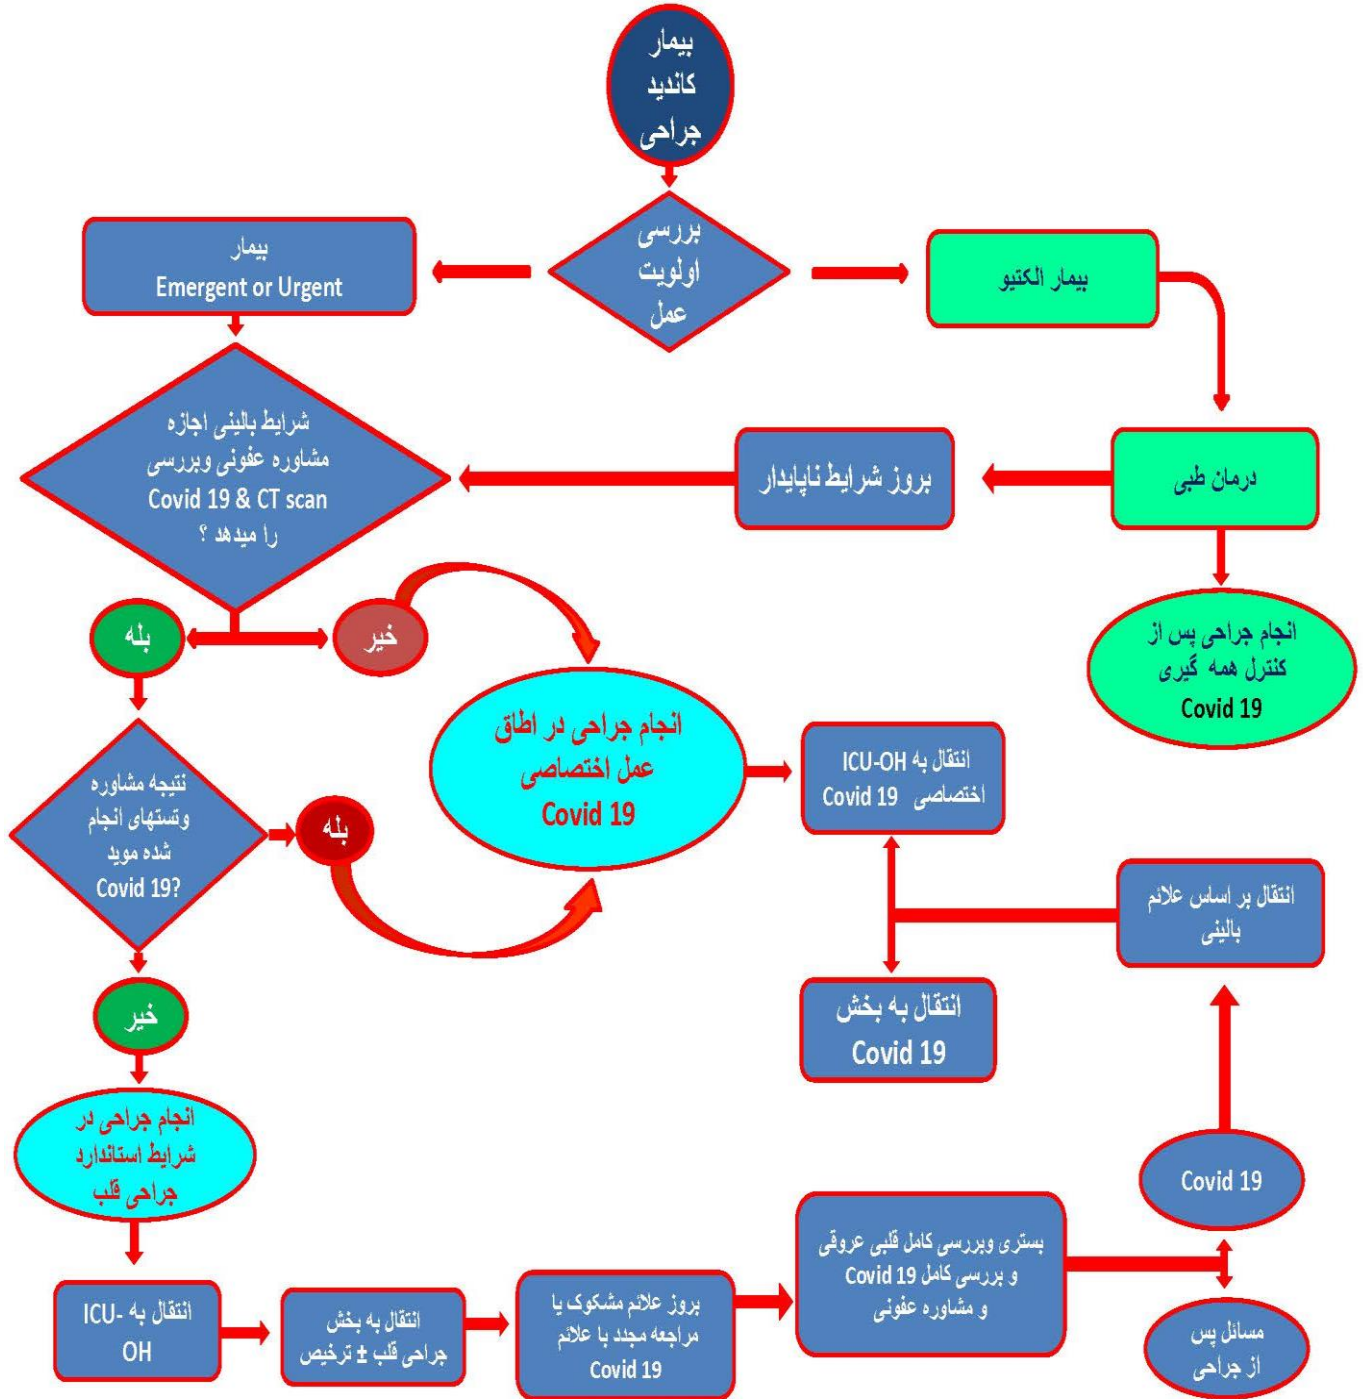 بیمار
کاندید
جراحی
بررسی
اولویت
عمل
بیمار
Emergent or Urgent
بیمار الکتیو
شرایط بالینی اجازه
مشاوره عفونی وبررسی
Covid 19 & CT scan
را میدهد ؟
بروز شرایط ناپایدار
درمان طبی
بله
خیر
انجام جراحی پس از
کنترل همه گیری
Covid 19
انجام جراحی در اطاق
عمل اختصاصی
Covid 19
انتقال به ICU-OH
اختصاصی Covid 19
نتیجه مشاوره
وتستهای انجام
شده موید
Covid 19?
بله
انتقال بر اساس علائم
بالینی
خیر
انتقال به بخش
Covid 19
انجام جراحی در
شرایط استاندارد
جراحی قلب
Covid 19
انتقال به ICU-
OH
انتقال به بخش
جراحی قلب ± ترخیص
بروز علائم مشکوک یا
مراجعه مجدد با علائم
Covid 19
بستری وبررسی کامل قلبی عروقی
و بررسی کامل Covid 19
و مشاوره عفونی
مسائل پس
از جراحی